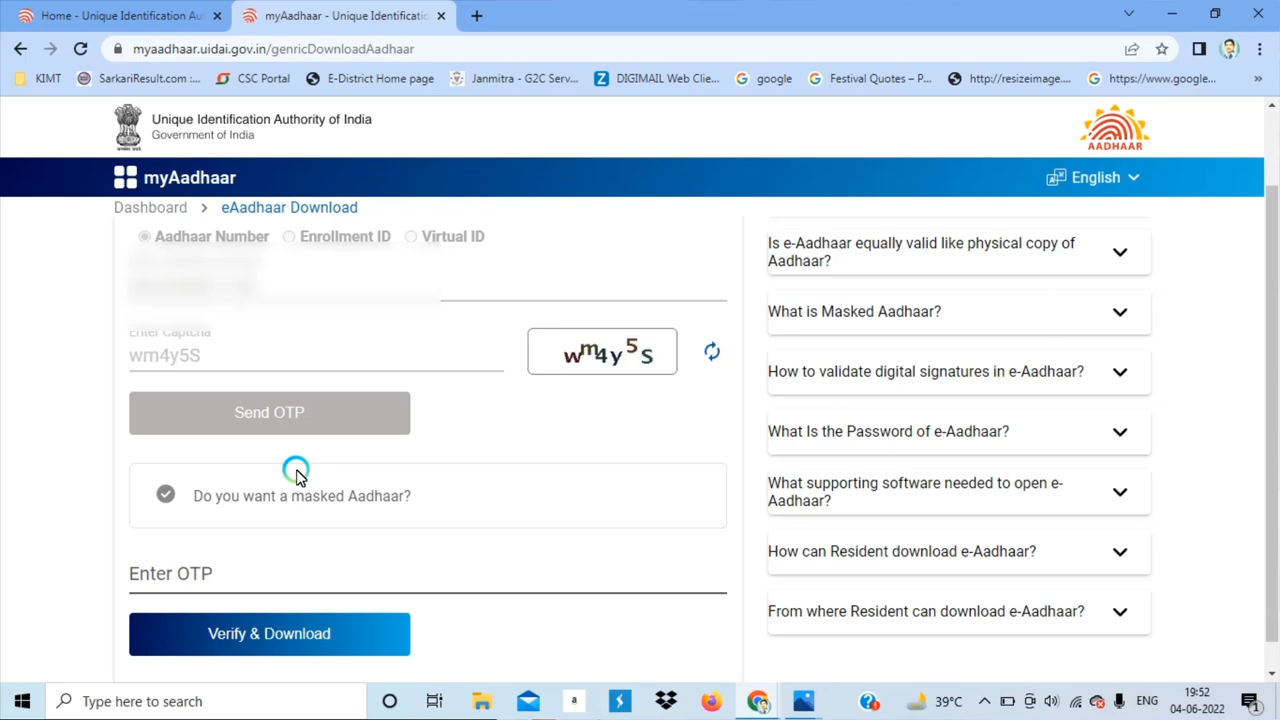 Home - Unique Identification Au
myAadhaar - Unique Identificatio
myaadhaar.uidai.gov.in/genricDownloadAadhaar
KIMT
SarkariResult.com :...
CSC Portal
E-District Home page
Janmitra - G2C Serv...
DIGIMAIL Web Clie...
google
Festival Quotes – P...
http://resizeimage....
https://www.google...
»
Unique Identification Authority of India
Government of India
AADHAAR
myAadhaar
English
Dashboard > eAadhaar Download
Aadhaar Number
Enrollment ID
Virtual ID
Enter Captcha
wm4y5S
wm4y5S
Send OTP
Do you want a masked Aadhaar?
Enter OTP
Verify & Download
Is e-Aadhaar equally valid like physical copy of
Aadhaar?
What is Masked Aadhaar?
How to validate digital signatures in e-Aadhaar?
What Is the Password of e-Aadhaar?
What supporting software needed to open e-
Aadhaar?
How can Resident download e-Aadhaar?
From where Resident can download e-Aadhaar?
Type here to search
a
39°C
ENG
19:52
04-06-2022
1